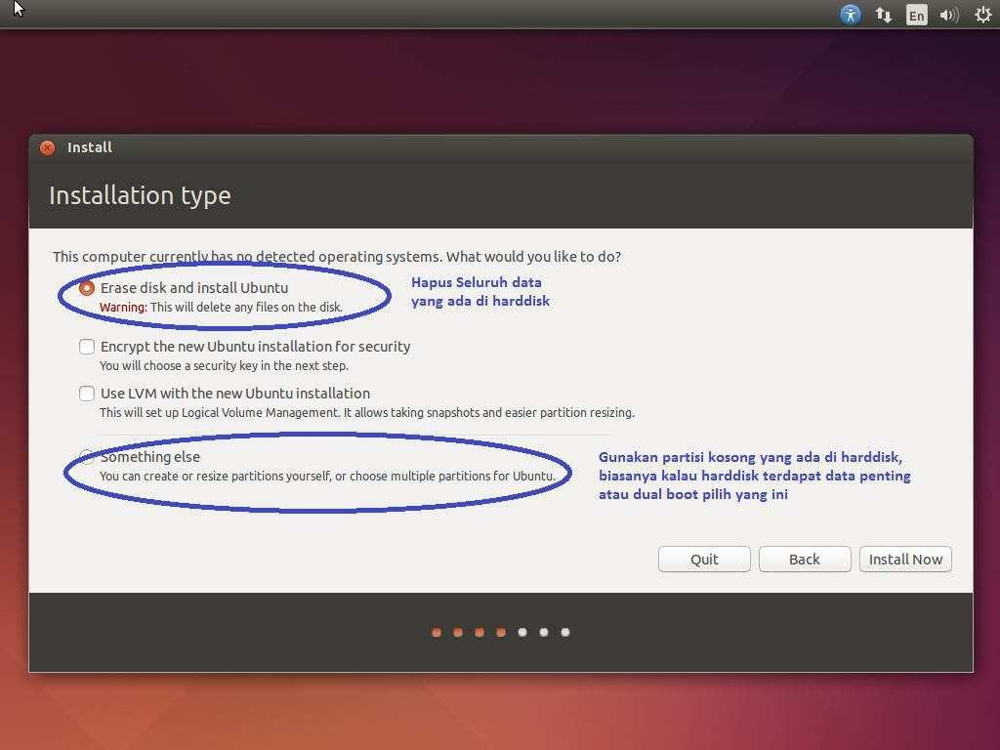 En
Install
Installation type
This computer currently has no detected operating systems. What would you like to do?
Erase disk and install Ubuntu
Warning: This will delete any files on the disk.
Hapus Seluruh data
yang ada di harddisk
Encrypt the new Ubuntu installation for security
You will choose a security key in the next step.
Use LVM with the new Ubuntu installation
This will set up Logical Volume Management. It allows taking snapshots and easier partition resizing.
Something else
You can create or resize partitions yourself, or choose multiple partitions for Ubuntu.
Gunakan partisi kosong yang ada di harddisk,
biasanya kalau harddisk terdapat data penting
atau dual boot pilih yang ini
Quit
Back
Install Now